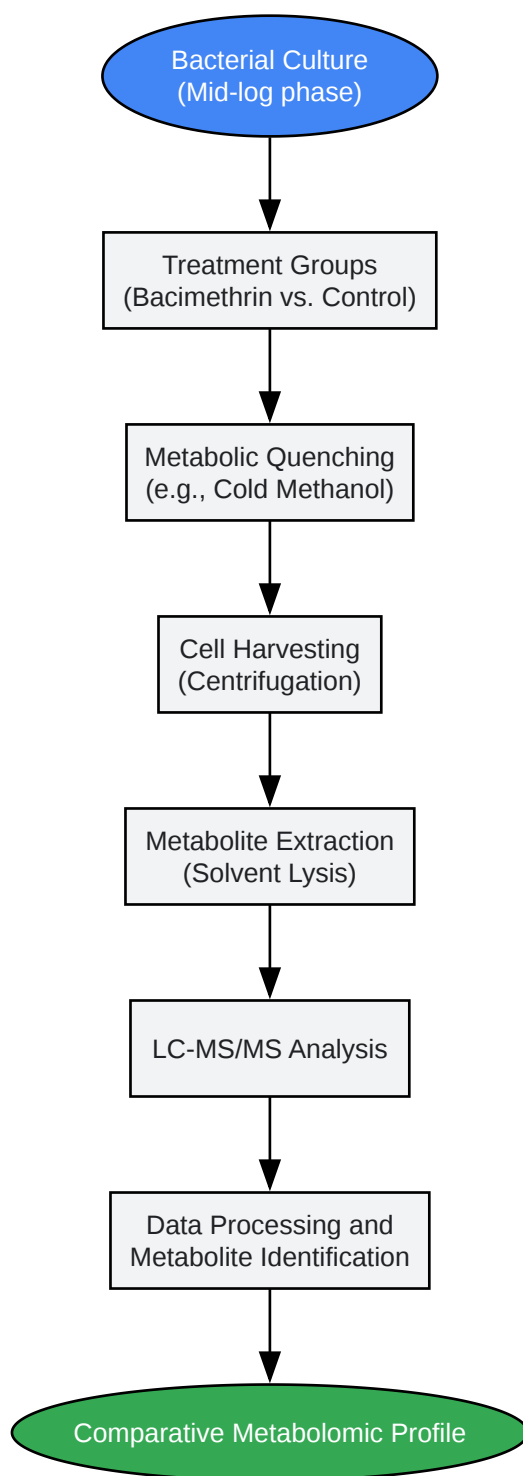 Bacterial Culture
(Mid-log phase)
Treatment Groups
(Bacimethrin vs. Control)
Metabolic Quenching
(e.g., Cold Methanol)
Cell Harvesting
(Centrifugation)
Metabolite Extraction
(Solvent Lysis)
LC-MS/MS Analysis
Data Processing and
Metabolite Identification
Comparative Metabolomic Profile